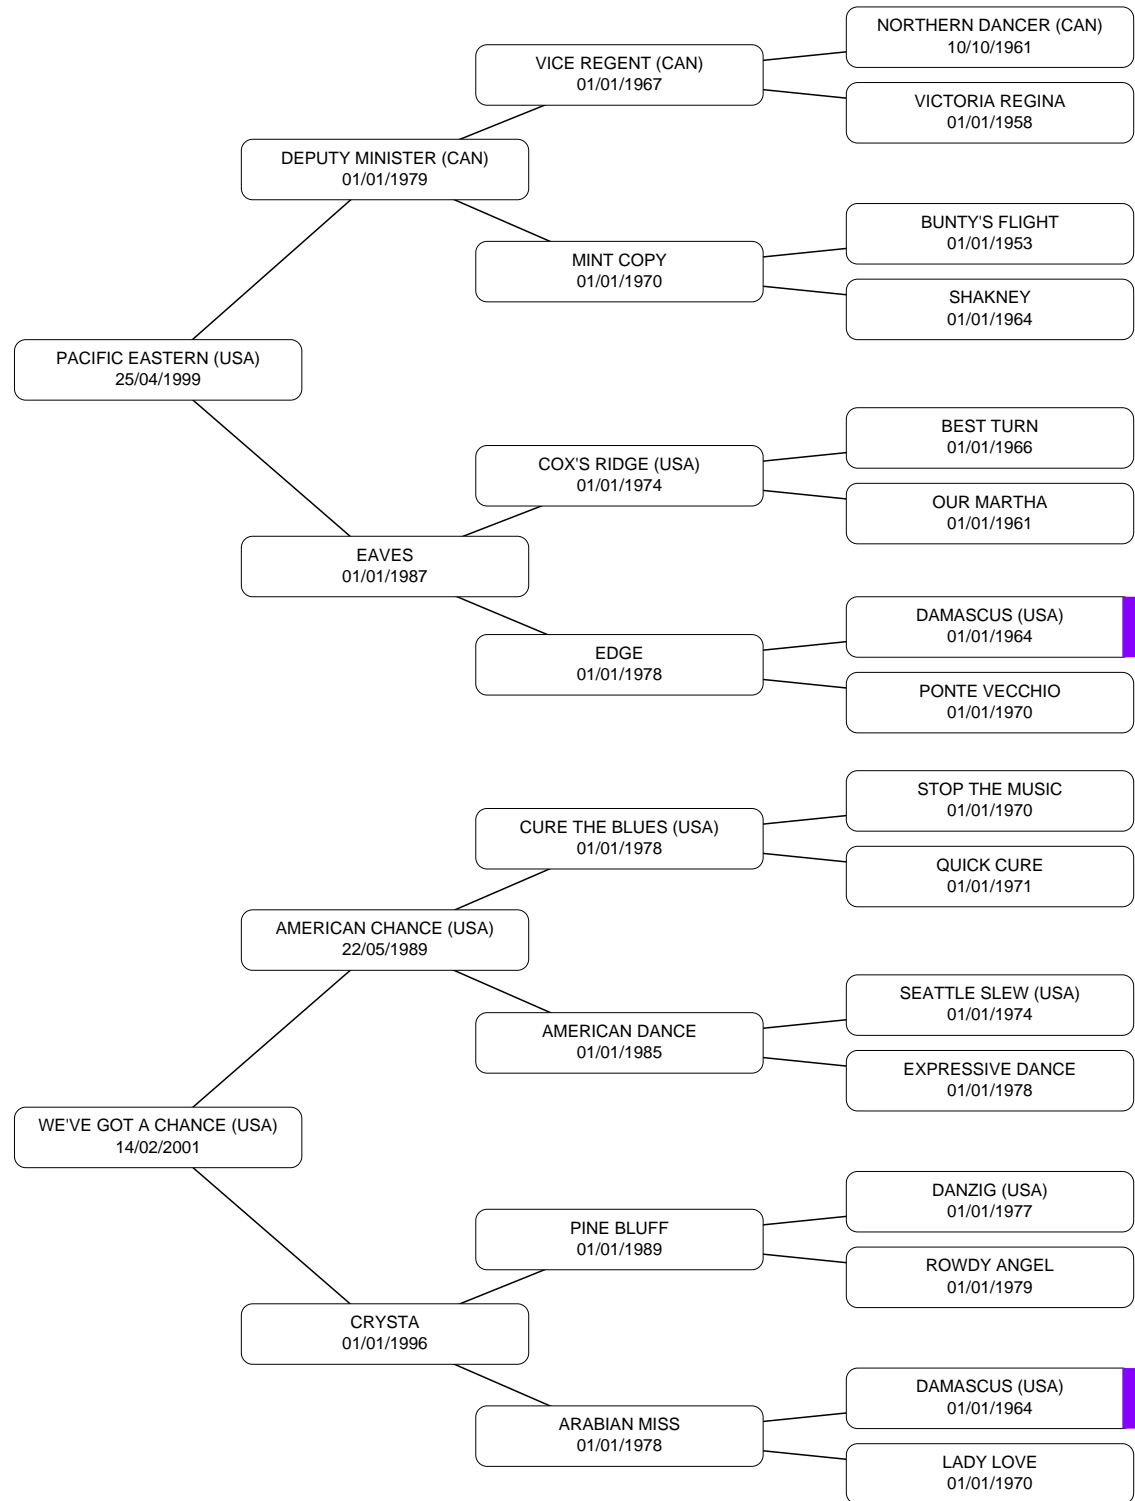 NORTHERN DANCER (CAN)
10/10/1961
VICE REGENT (CAN)
01/01/1967
VICTORIA REGINA
01/01/1958
DEPUTY MINISTER (CAN)
01/01/1979
BUNTY'S FLIGHT
01/01/1953
MINT COPY
01/01/1970
SHAKNEY
01/01/1964
PACIFIC EASTERN (USA)
25/04/1999
BEST TURN
01/01/1966
COX'S RIDGE (USA)
01/01/1974
OUR MARTHA
01/01/1961
EAVES
01/01/1987
DAMASCUS (USA)
01/01/1964
EDGE
01/01/1978
PONTE VECCHIO
01/01/1970
STOP THE MUSIC
01/01/1970
CURE THE BLUES (USA)
01/01/1978
QUICK CURE
01/01/1971
AMERICAN CHANCE (USA)
22/05/1989
SEATTLE SLEW (USA)
01/01/1974
AMERICAN DANCE
01/01/1985
EXPRESSIVE DANCE
01/01/1978
WE'VE GOT A CHANCE (USA)
14/02/2001
DANZIG (USA)
01/01/1977
PINE BLUFF
01/01/1989
ROWDY ANGEL
01/01/1979
CRYSTA
01/01/1996
DAMASCUS (USA)
01/01/1964
ARABIAN MISS
01/01/1978
LADY LOVE
01/01/1970